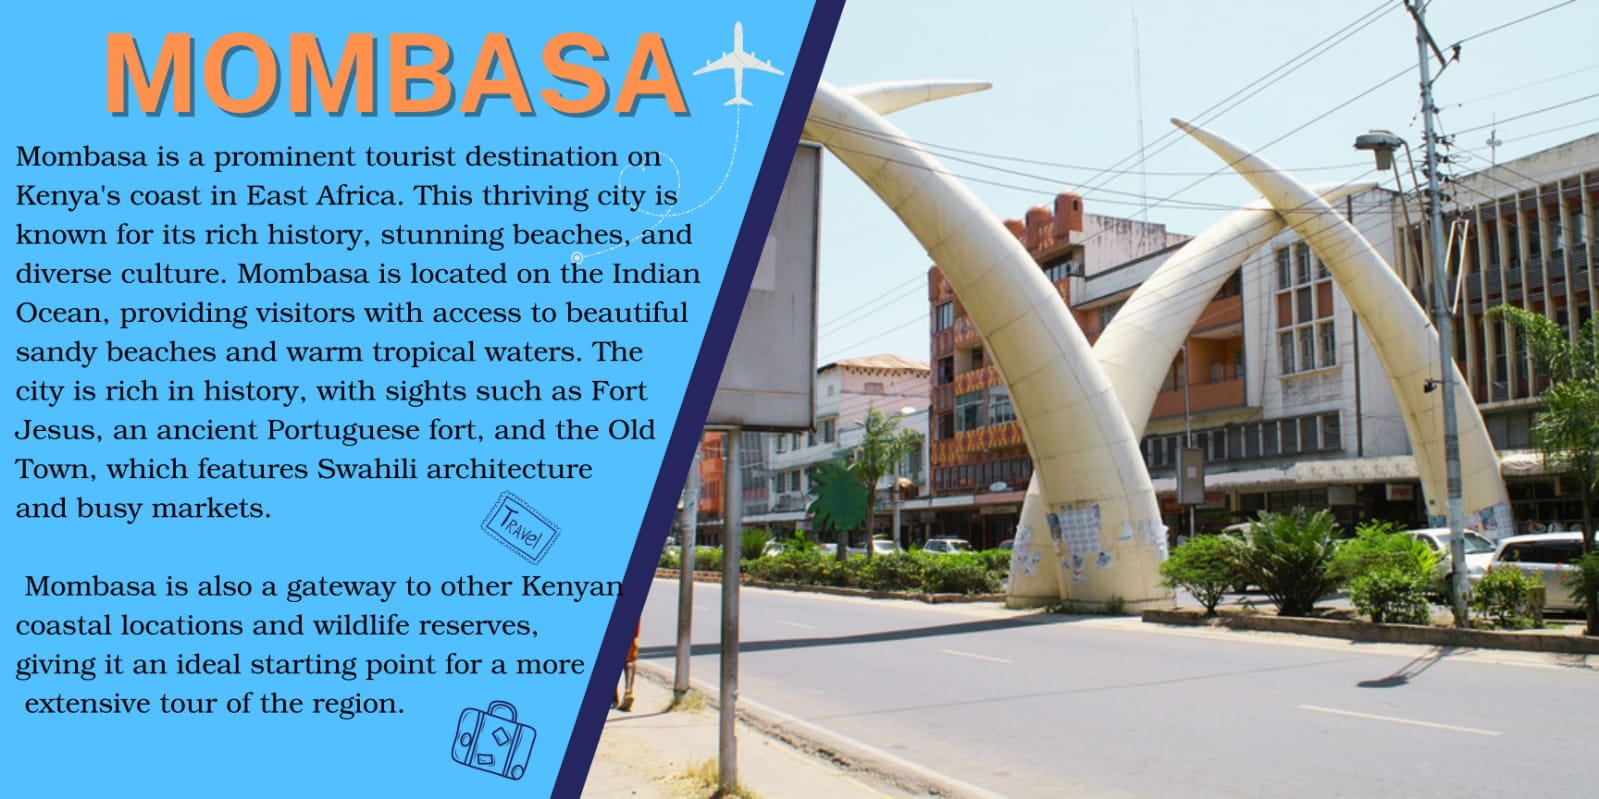 MOMBASA
Mombasa is a prominent tourist destination on
Kenya's coast in East Africa. This thriving city is
known for its rich history, stunning beaches, and
diverse culture. Mombasa is located on the Indian
Ocean, providing visitors with access to beautiful
sandy beaches and warm tropical waters. The
city is rich in history, with sights such as Fort
Jesus, an ancient Portuguese fort, and the Old
Town, which features Swahili architecture
and busy markets.
TRAVEL
Mombasa is also a gateway to other Kenyan
coastal locations and wildlife reserves,
giving it an ideal starting point for a more
extensive tour of the region.